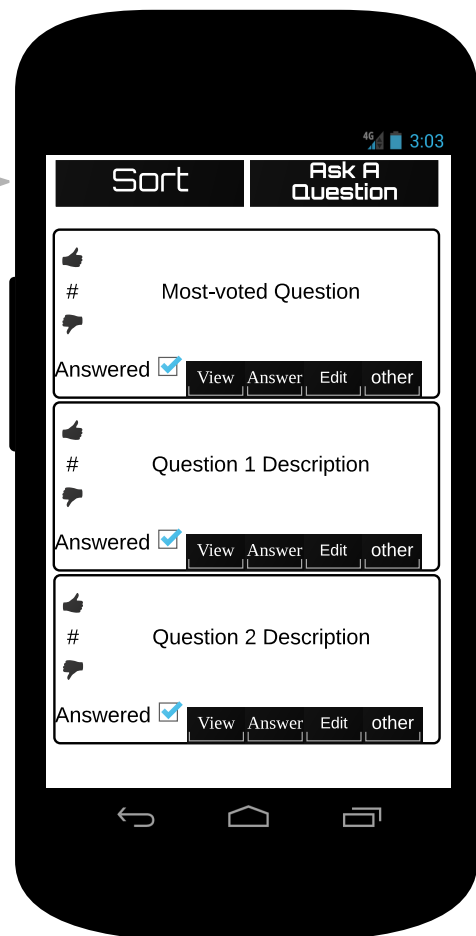 4G 3:03
Sort
Ask A
Question
#
Most-voted Question
Answered View Answer Edit other
#
Question 1 Description
Answered View Answer Edit other
#
Question 2 Description
Answered View Answer Edit other